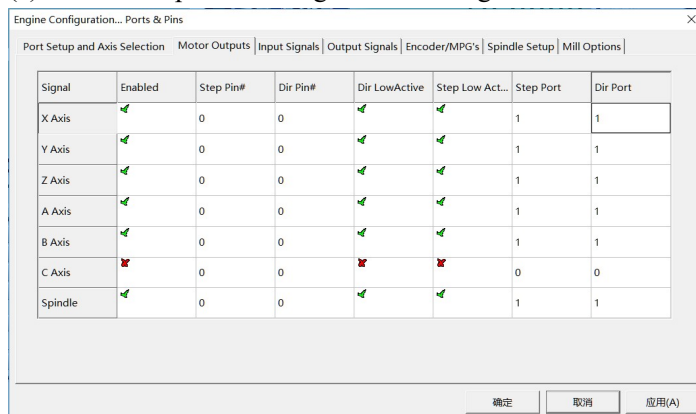 Engine Configuration... Ports & Pins
Port Setup and Axis Selection Motor Outputs Input Signals Output Signals Encoder/MPG's Spindle Setup Mill Options
Signal Enabled Step Pin# Dir Pin# Dir LowActive Step Low Act... Step Port Dir Port
X Axis 0 0 1 1
Y Axis 0 0 1 1
Z Axis 0 0 1 1
A Axis 0 0 1 1
B Axis 0 0 1 1
C Axis 0 0 0 0
Spindle 0 0 1 1
确定 取消 应用(A)